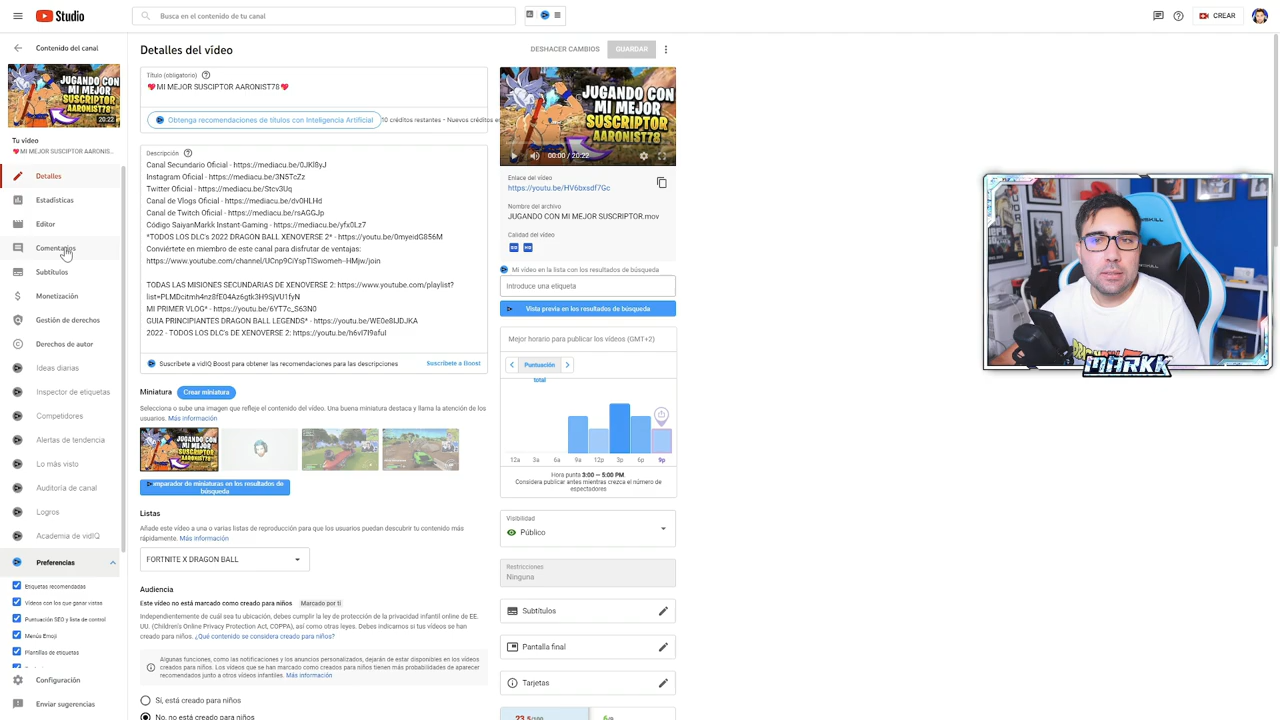 Studio
Busca en el contenido de tu canal
CREAR
Contenido del canal
JUGANDO CON
MI MEJOR
SUSCRIPTOR
AARONIST78
20:22
Tu vídeo
💖MI MEJOR SUSCIPTOR AARONIS...
Detalles
Estadísticas
Editor
Comentarios
Subtítulos
Monetización
Gestión de derechos
Derechos de autor
Ideas diarias
Inspector de etiquetas
Competidores
Alertas de tendencia
Lo más visto
Auditoría de canal
Logros
Academia de vidIQ
Preferencias
Etiquetas recomendadas
Vídeos con los que ganar vistas
Puntuación SEO y lista de control
Menús Emoji
Plantillas de etiquetas
Configuración
Enviar sugerencias
Detalles del vídeo
DESHACER CAMBIOS
GUARDAR
Título (obligatorio)
💖MI MEJOR SUSCIPTOR AARONIST78💖
Obtenga recomendaciones de títulos con Inteligencia Artificial
10 créditos restantes - Nuevos créditos e
Descripción
Canal Secundario Oficial - https://mediacu.be/0JKl8yJ
Instagram Oficial - https://mediacu.be/3N5TcZz
Twitter Oficial - https://mediacu.be/Stcv3Uq
Canal de Vlogs Oficial - https://mediacu.be/dv0HLHd
Canal de Twitch Oficial - https://mediacu.be/rsAGGJp
Código SaiyanMarkk Instant-Gaming - https://mediacu.be/yfx0Lz7
*TODOS LOS DLC's 2022 DRAGON BALL XENOVERSE 2* - https://youtu.be/0myeidG856M
Conviértete en miembro de este canal para disfrutar de ventajas:
https://www.youtube.com/channel/UCnp9CiYspTISwomeh-HMjw/join
TODAS LAS MISIONES SECUNDARIAS DE XENOVERSE 2: https://www.youtube.com/playlist?
list=PLMDcitmh4nz8fE04Az6gtk3H9SjVU1fyN
MI PRIMER VLOG* - https://youtu.be/6YT7c_S63N0
GUIA PRINCIPIANTES DRAGON BALL LEGENDS* - https://youtu.be/WE0e8lJDJKA
2022 - TODOS LOS DLC's DE XENOVERSE 2: https://youtu.be/h6vI7I9afuI
Suscríbete a vidIQ Boost para obtener las recomendaciones para las descripciones
Suscríbete a Boost
Miniatura
Crear miniatura
Selecciona o sube una imagen que refleje el contenido del vídeo. Una buena miniatura destaca y llama la atención de los
usuarios. Más información
JUGANDO CON
MI MEJOR
SUSCRIPTOR
AARONIST78
omparador de miniaturas en los resultados de
búsqueda
Listas
Añade este vídeo a una o varias listas de reproducción para que los usuarios puedan descubrir tu contenido más
rápidamente. Más información
FORTNITE X DRAGON BALL
Audiencia
Este vídeo no está marcado como creado para niños Marcado por ti
Independientemente de cuál sea tu ubicación, debes cumplir la ley de protección de la privacidad infantil online de EE.
UU. (Children's Online Privacy Protection Act, COPPA), así como otras leyes. Debes indicarnos si tus vídeos se han
creado para niños. ¿Qué contenido se considera creado para niños?
Algunas funciones, como las notificaciones y los anuncios personalizados, dejarán de estar disponibles en los vídeos
creados para niños. Los vídeos que se han marcado como creados para niños tienen más probabilidades de aparecer
recomendados junto a otros vídeos infantiles. Más información
Sí, está creado para niños
No, no está creado para niños
JUGANDO CON
MI MEJOR
SUSCRIPTOR
AARONIST78
00:00 / 20:22
Enlace del vídeo
https://youtu.be/HV6bxsdf7Gc
Nombre del archivo
JUGANDO CON MI MEJOR SUSCRIPTOR.mov
Calidad del vídeo
SD HD
Mi vídeo en la lista con los resultados de búsqueda
Introduce una etiqueta
Vista previa en los resultados de búsqueda
Mejor horario para publicar los vídeos (GMT+2)
Puntuación
total
12a 3a 6a 9a 12p 3p 6p 9p
Hora punta 3:00 — 5:00 PM
Considera publicar antes mientras crezca el número de
espectadores
Visibilidad
Público
Restricciones
Ninguna
Subtítulos
Pantalla final
Tarjetas
23.5/100
6/8
MARKK